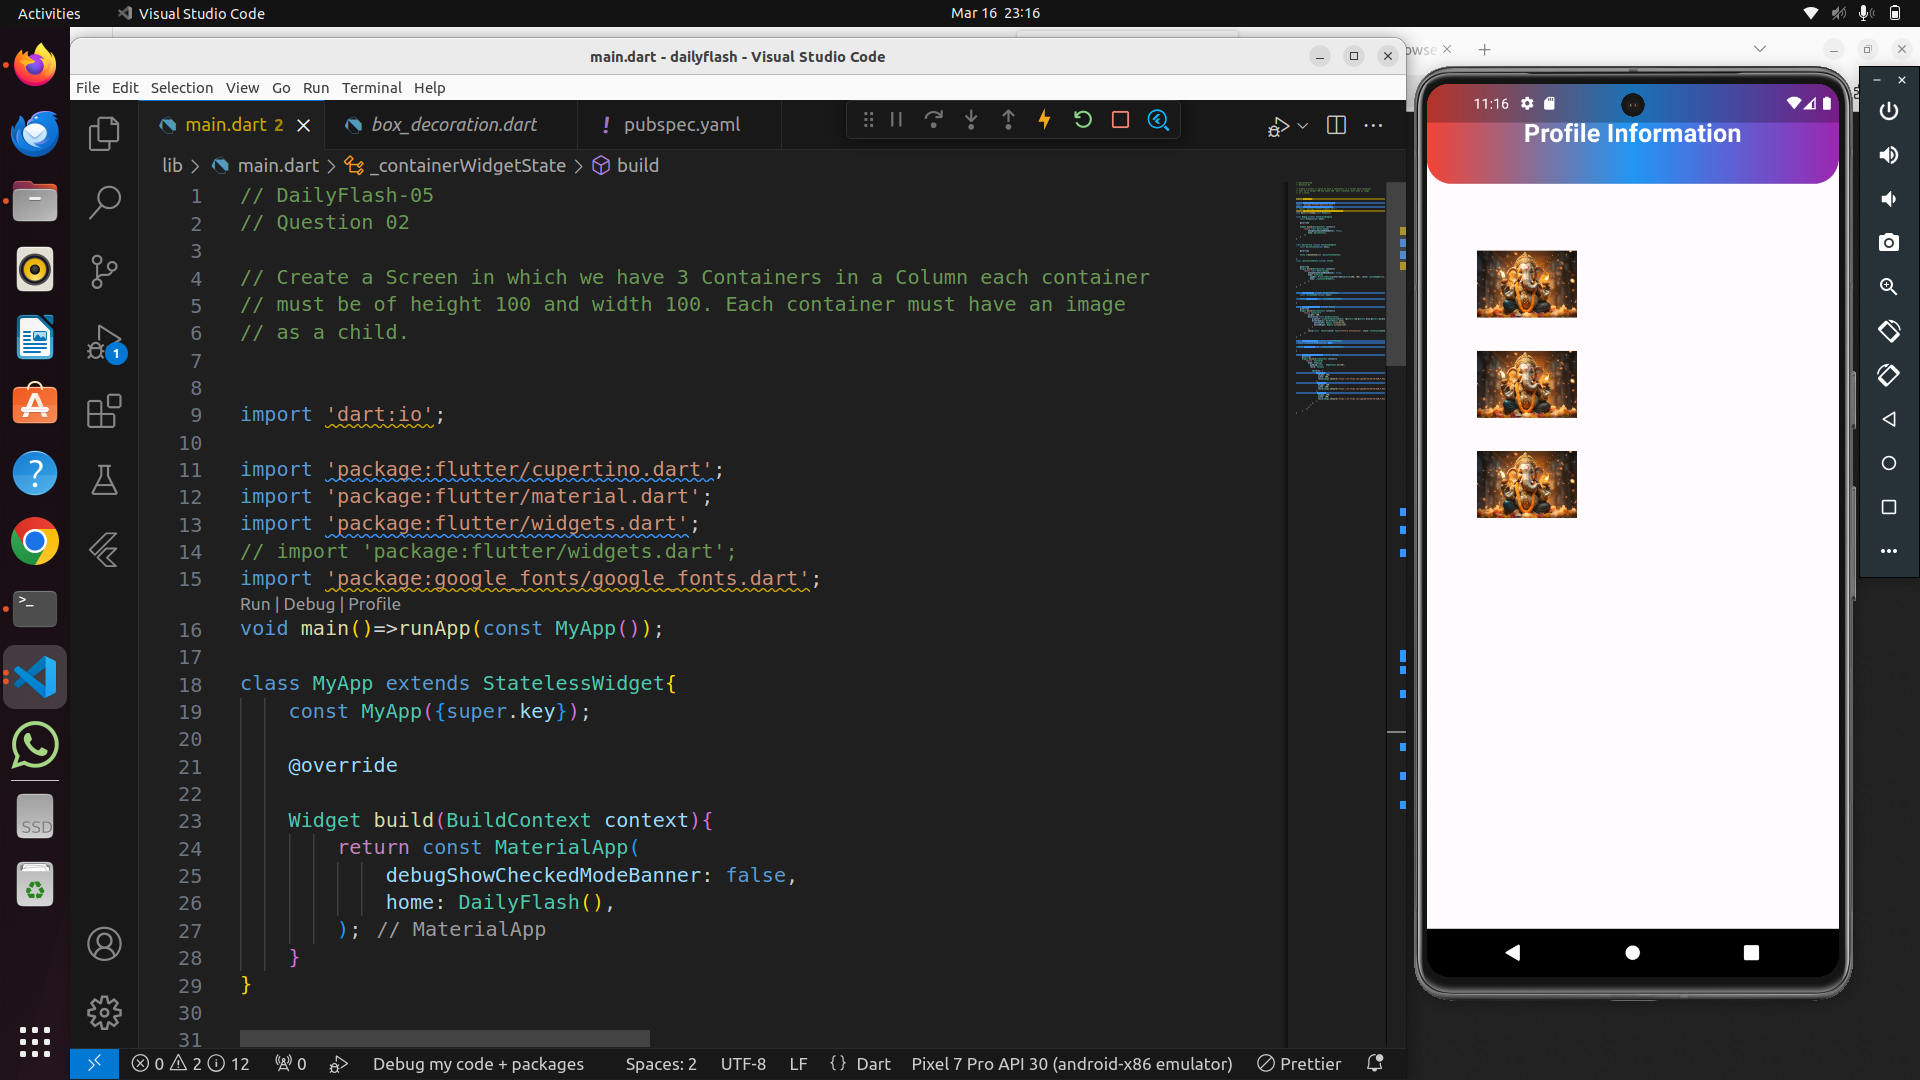 Activities
Visual Studio Code
Mar 16 23:16
main.dart - dailyflash - Visual Studio Code
File Edit Selection View Go Run Terminal Help
main.dart 2
box_decoration.dart
! pubspec.yaml
lib > main.dart > _containerWidgetState > build
1 // DailyFlash-05
2 // Question 02
3
4 // Create a Screen in which we have 3 Containers in a Column each container
5 // must be of height 100 and width 100. Each container must have an image
6 // as a child.
7
8
9 import 'dart:io';
10
11 import 'package:flutter/cupertino.dart';
12 import 'package:flutter/material.dart';
13 import 'package:flutter/widgets.dart';
14 // import 'package:flutter/widgets.dart';
15 import 'package:google_fonts/google_fonts.dart';
Run | Debug | Profile
16 void main()=>runApp(const MyApp());
17
18 class MyApp extends StatelessWidget{
19 const MyApp({super.key});
20
21 @override
22
23 Widget build(BuildContext context){
24 return const MaterialApp(
25 debugShowCheckedModeBanner: false,
26 home: DailyFlash(),
27 ); // MaterialApp
28 }
29 }
30
31
1
0 2 12 0 Debug my code + packages Spaces: 2 UTF-8 LF {} Dart Pixel 7 Pro API 30 (android-x86 emulator) Prettier
11:16
Profile Information
SSD